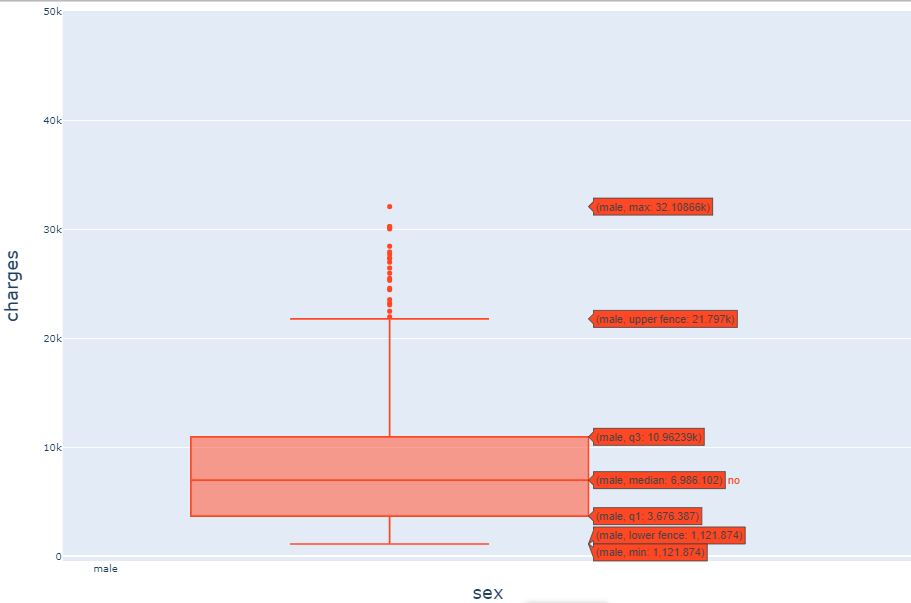 50k
40k
(male, max: 32.10866k)
30k
charges
(male, upper fence: 21.797k)
20k
(male, q3: 10.96239k)
10k
(male, median: 6,986.102) no
(male, q1: 3,676.387)
(male, lower fence: 1,121.874)
(male, min: 1,121.874)
0
male
sex